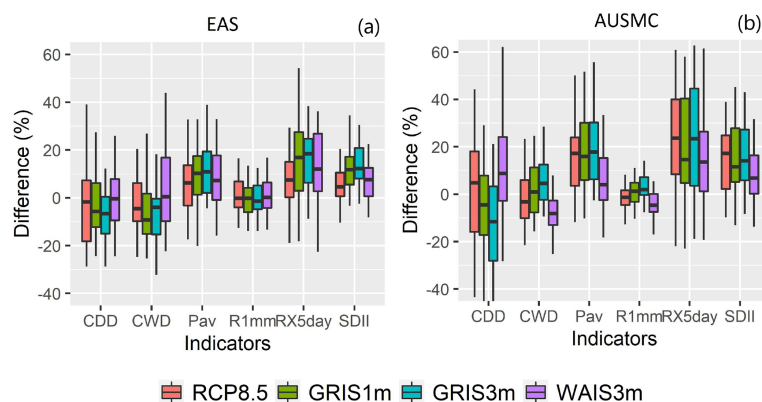 EAS
(a)
Difference (%)
60
40
20
0
-20
-40
CDD CWD Pav R1mm RX5day SDII
Indicators
AUSMC
(b)
Difference (%)
60
40
20
0
-20
-40
CDD CWD Pav R1mm RX5day SDII
Indicators
RCP8.5 GRIS1m GRIS3m WAIS3m